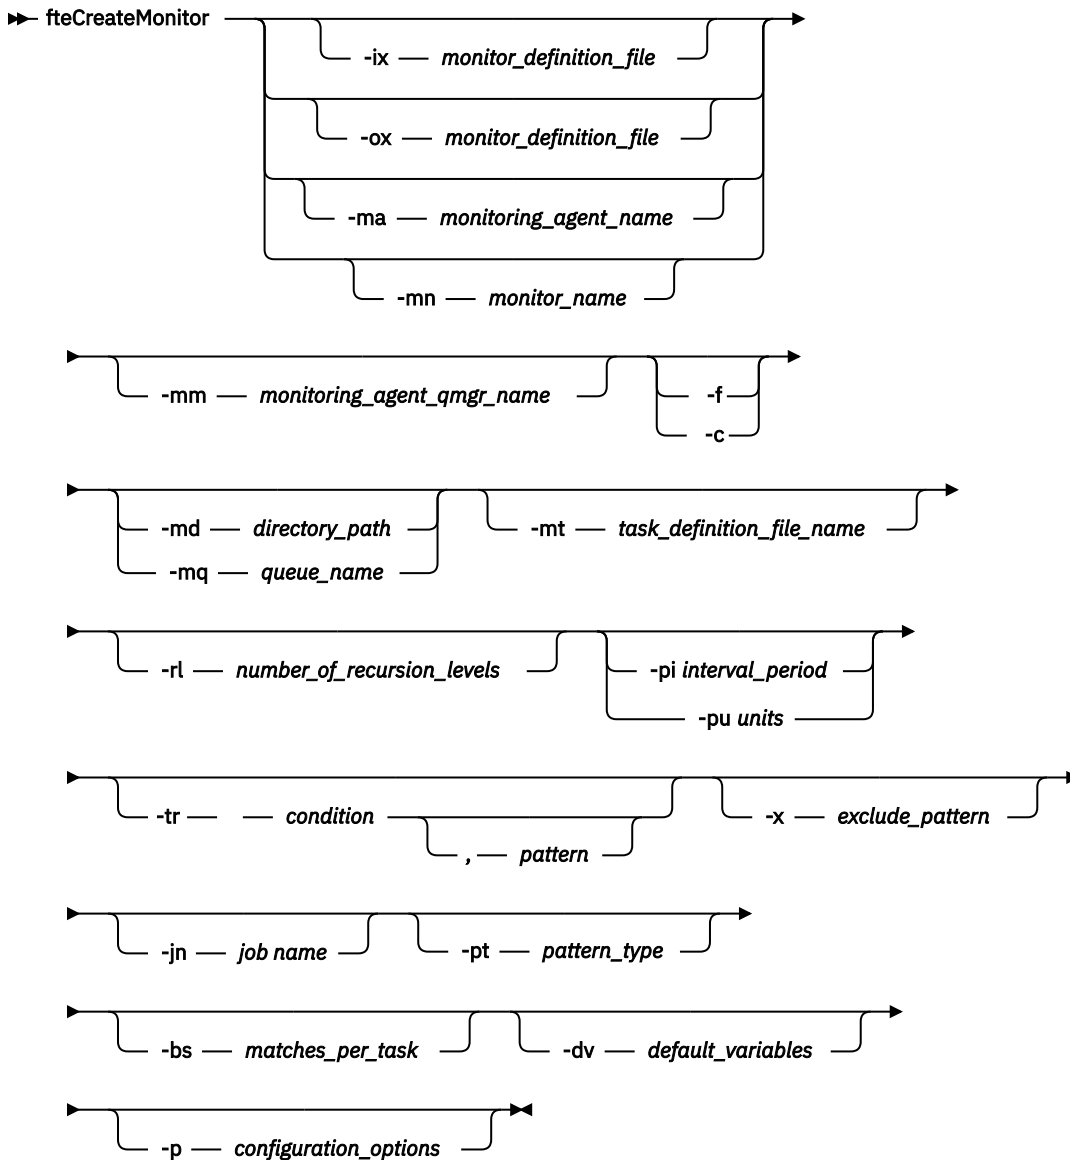 fteCreateMonitor
-ix monitor_definition_file
-ox monitor_definition_file
-ma monitoring_agent_name
-mn monitor_name
-mm monitoring_agent_qmgr_name -f
-c
-md directory_path -mt task_definition_file_name
-mq queue_name
-rl number_of_recursion_levels -pi interval_period
-pu units
-tr condition -x exclude_pattern
, pattern
-jn job name -pt pattern_type
-bs matches_per_task -dv default_variables
-p configuration_options